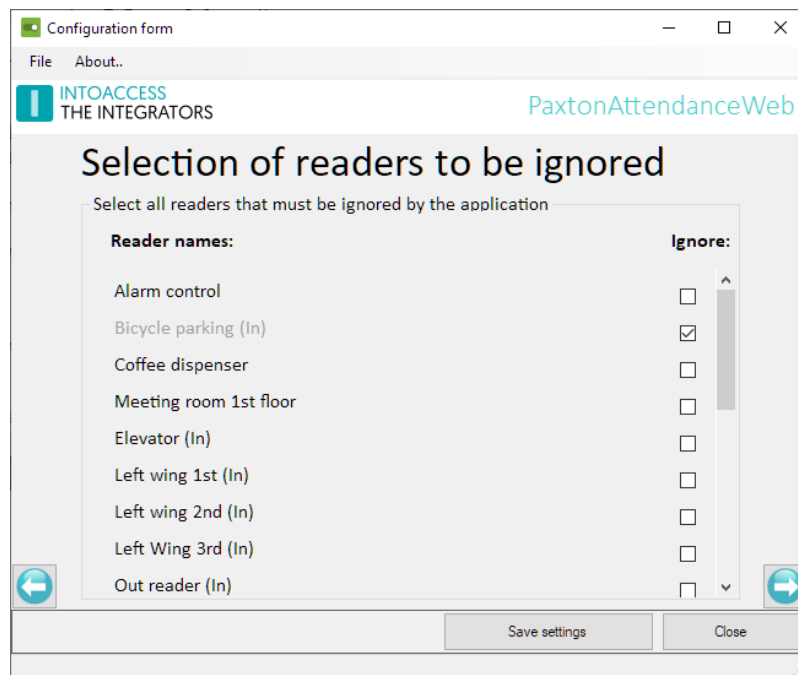 Configuration form
File About..
INTOACCESS
THE INTEGRATORS
PaxtonAttendanceWeb
Selection of readers to be ignored
Select all readers that must be ignored by the application
Reader names: Ignore:
Alarm control
Bicycle parking (In)
Coffee dispenser
Meeting room 1st floor
Elevator (In)
Left wing 1st (In)
Left wing 2nd (In)
Left Wing 3rd (In)
Out reader (In)
Save settings Close